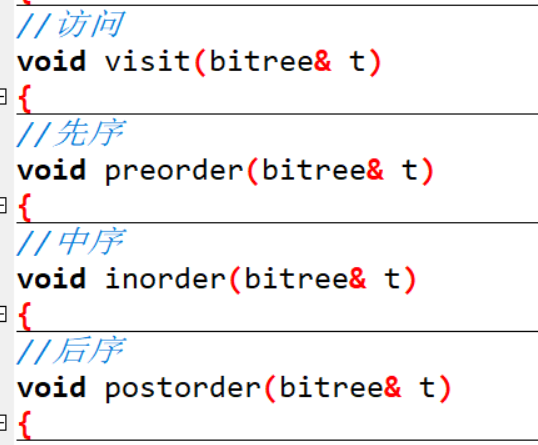 {
//访问
void visit(bitree& t)
{
//先序
void preorder(bitree& t)
{
//中序
void inorder(bitree& t)
{
//后序
void postorder(bitree& t)
{